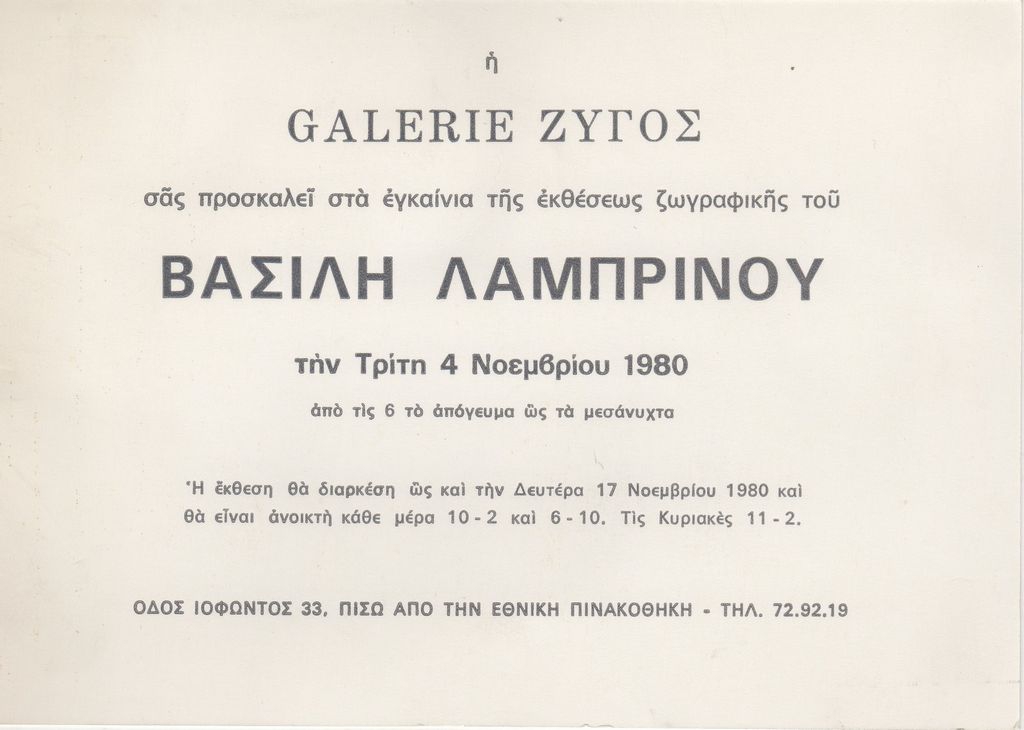 ἡ
GALERIE ΖΥΓΟΣ
σᾶς προσκαλεῖ στὰ ἐγκαίνια τῆς ἐκθέσεως ζωγραφικῆς τοῦ
ΒΑΣΙΛΗ ΛΑΜΠΡΙΝΟΥ
τὴν Τρίτη 4 Νοεμβρίου 1980
ἀπὸ τὶς 6 τὸ ἀπόγευμα ὣς τὰ μεσάνυχτα
Ἡ ἔκθεση θὰ διαρκέση ὣς καὶ τὴν Δευτέρα 17 Νοεμβρίου 1980 καὶ
θὰ εἶναι ἀνοικτὴ κάθε μέρα 10 - 2 καὶ 6 - 10. Τὶς Κυριακὲς 11 - 2.
ΟΔΟΣ ΙΟΦΩΝΤΟΣ 33, ΠΙΣΩ ΑΠΟ ΤΗΝ ΕΘΝΙΚΗ ΠΙΝΑΚΟΘΗΚΗ - ΤΗΛ. 72.92.19